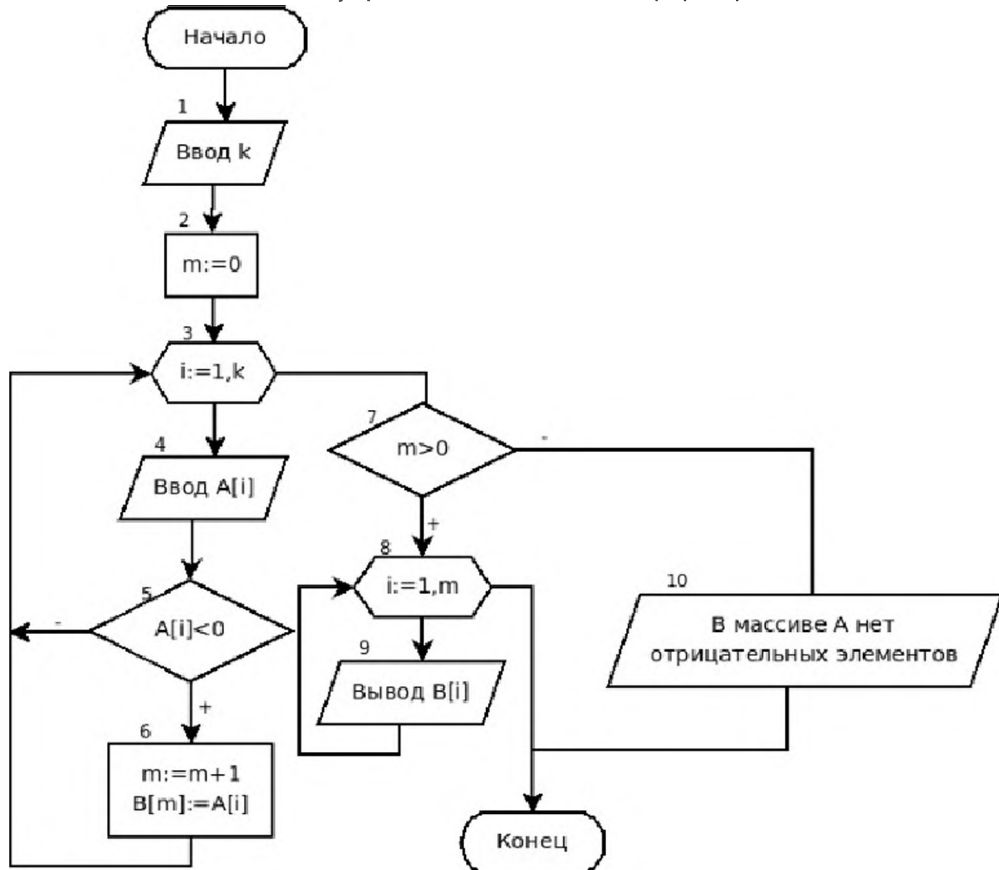 Начало
1
Ввод k
2
m:=0
3
i:=1,k
4
Ввод A[i]
5
A[i]<0
-
+
6
m:=m+1
B[m]:=A[i]
7
m>0
-
+
8
i:=1,m
9
Вывод B[i]
10
В массиве А нет
отрицательных элементов
Конец